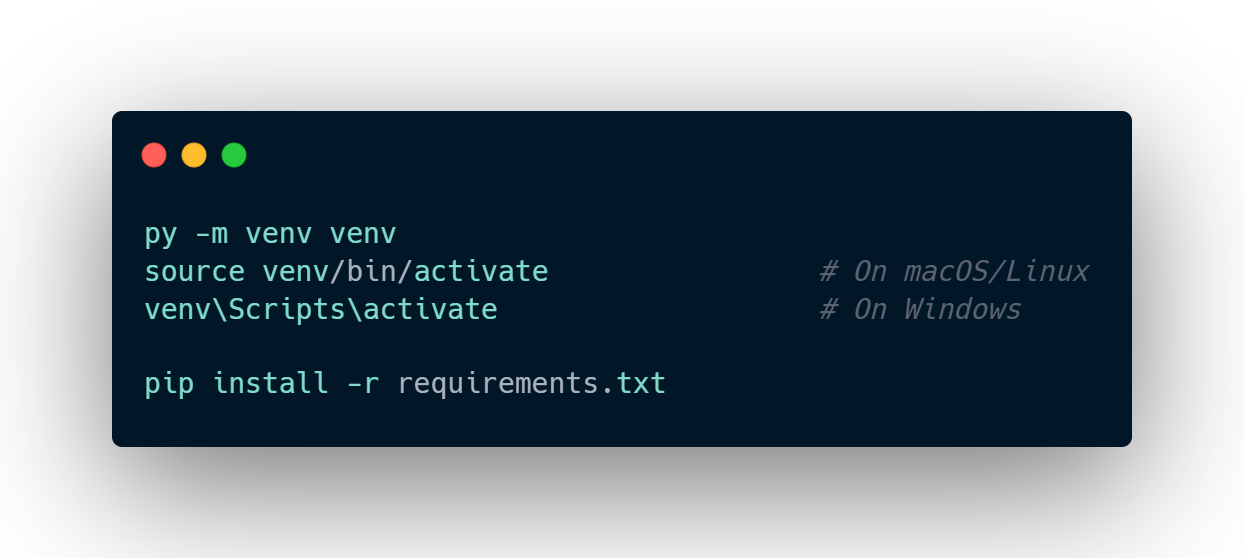 py -m venv venv
source venv/bin/activate                # On macOS/Linux
venv\Scripts\activate                   # On Windows

pip install -r requirements.txt